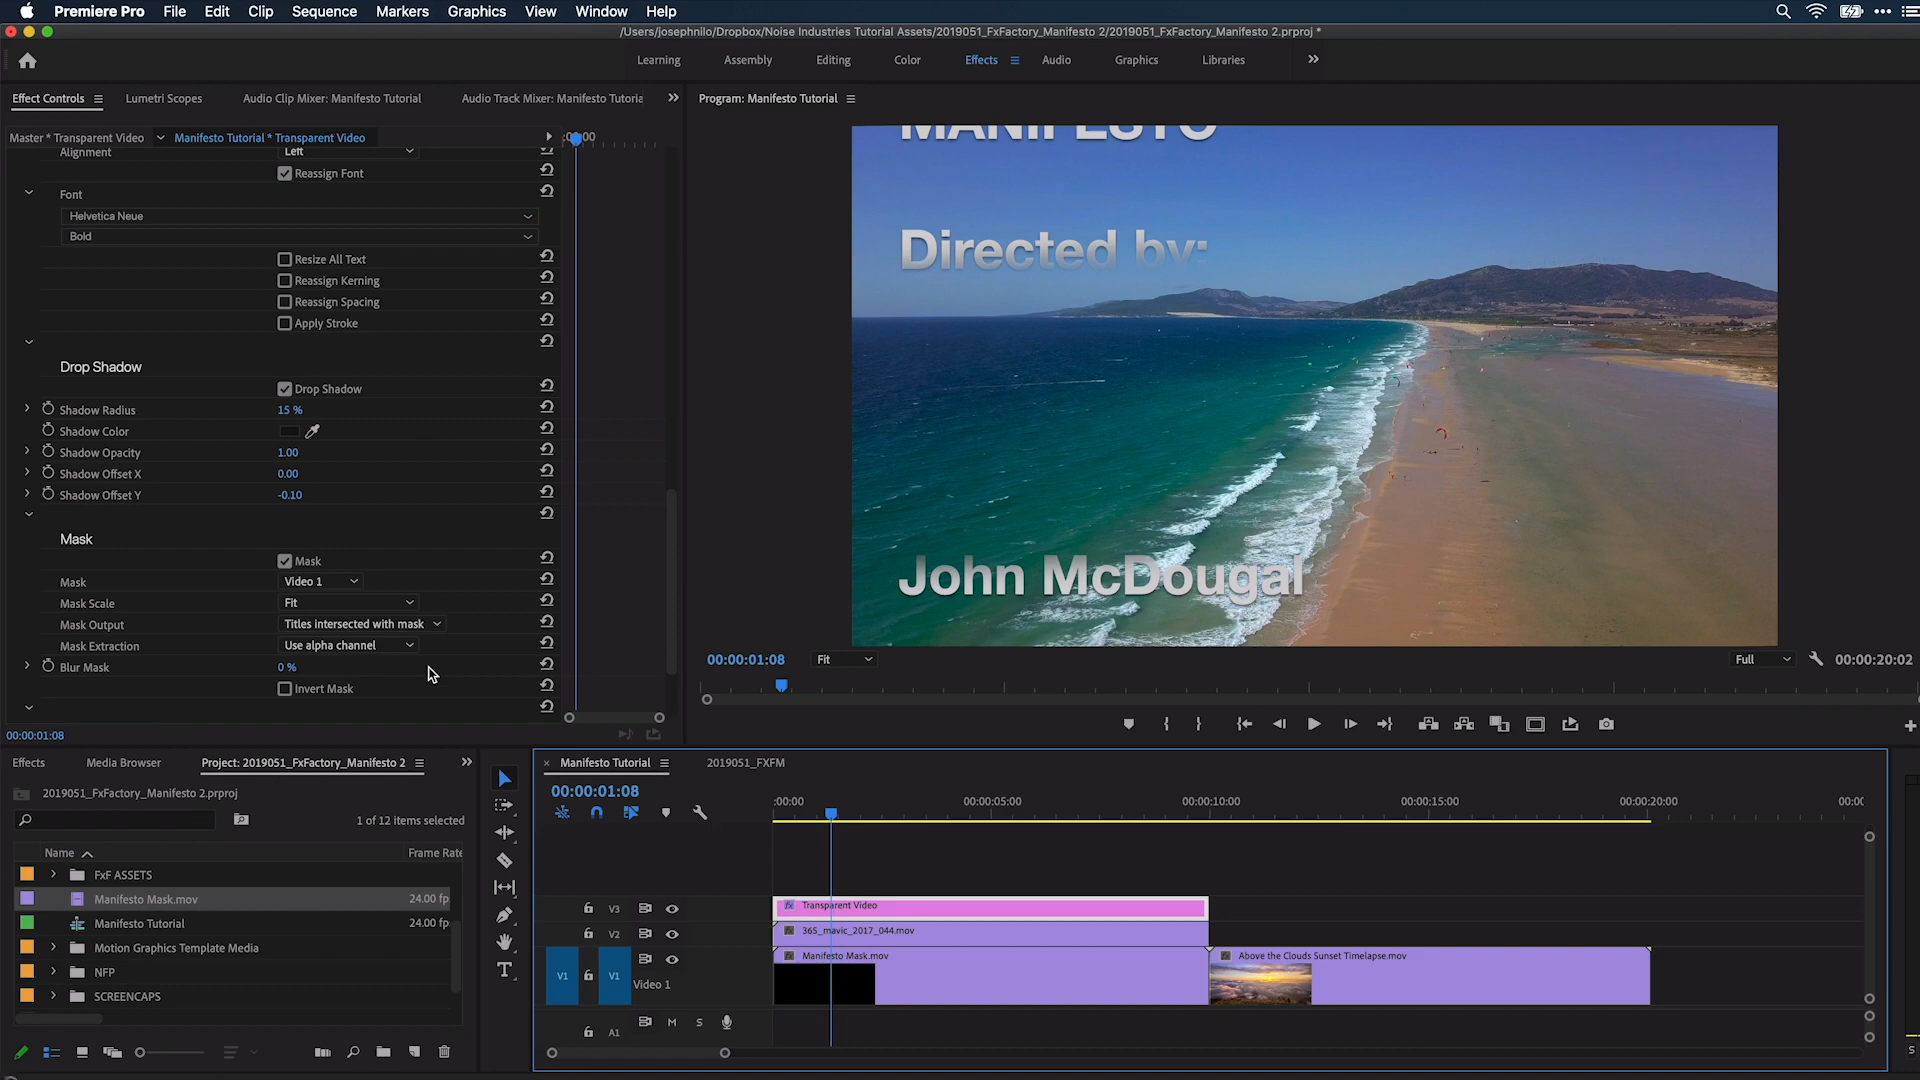 Premiere Pro File Edit Clip Sequence Markers Graphics View Window Help
/Users/josephnilo/Dropbox/Noise Industries Tutorial Assets/2019051_FxFactory_Manifesto 2/2019051_FxFactory_Manifesto 2.prproj *
Learning Assembly Editing Color Effects Audio Graphics Libraries
Effect Controls Lumetri Scopes Audio Clip Mixer: Manifesto Tutorial Audio Track Mixer: Manifesto Tutoria
Program: Manifesto Tutorial
Master * Transparent Video Manifesto Tutorial * Transparent Video
:00:00
Alignment Left
Reassign Font
Font
Helvetica Neue
Bold
Resize All Text
Reassign Kerning
Reassign Spacing
Apply Stroke
Drop Shadow
Drop Shadow
Shadow Radius 15 %
Shadow Color
Shadow Opacity 1.00
Shadow Offset X 0.00
Shadow Offset Y -0.10
Mask
Mask
Mask Video 1
Mask Scale Fit
Mask Output Titles intersected with mask
Mask Extraction Use alpha channel
Blur Mask 0 %
Invert Mask
00:00:01:08
MANIFESTO
Directed by:
John McDougal
00:00:01:08 Fit Full 00:00:20:02
Effects Media Browser Project: 2019051_FxFactory_Manifesto 2
2019051_FxFactory_Manifesto 2.prproj
1 of 12 items selected
Name Frame Rate
FxF ASSETS
Manifesto Mask.mov 24.00 fp
Manifesto Tutorial 24.00 fp
Motion Graphics Template Media
NFP
SCREENCAPS
Manifesto Tutorial 2019051_FXFM
00:00:01:08
:00:00 00:00:05:00 00:00:10:00 00:00:15:00 00:00:20:00 00:00
V3 Transparent Video
V2 365_mavic_2017_044.mov
V1 V1 Video 1 Manifesto Mask.mov Above the Clouds Sunset Timelapse.mov
A1 M S
S